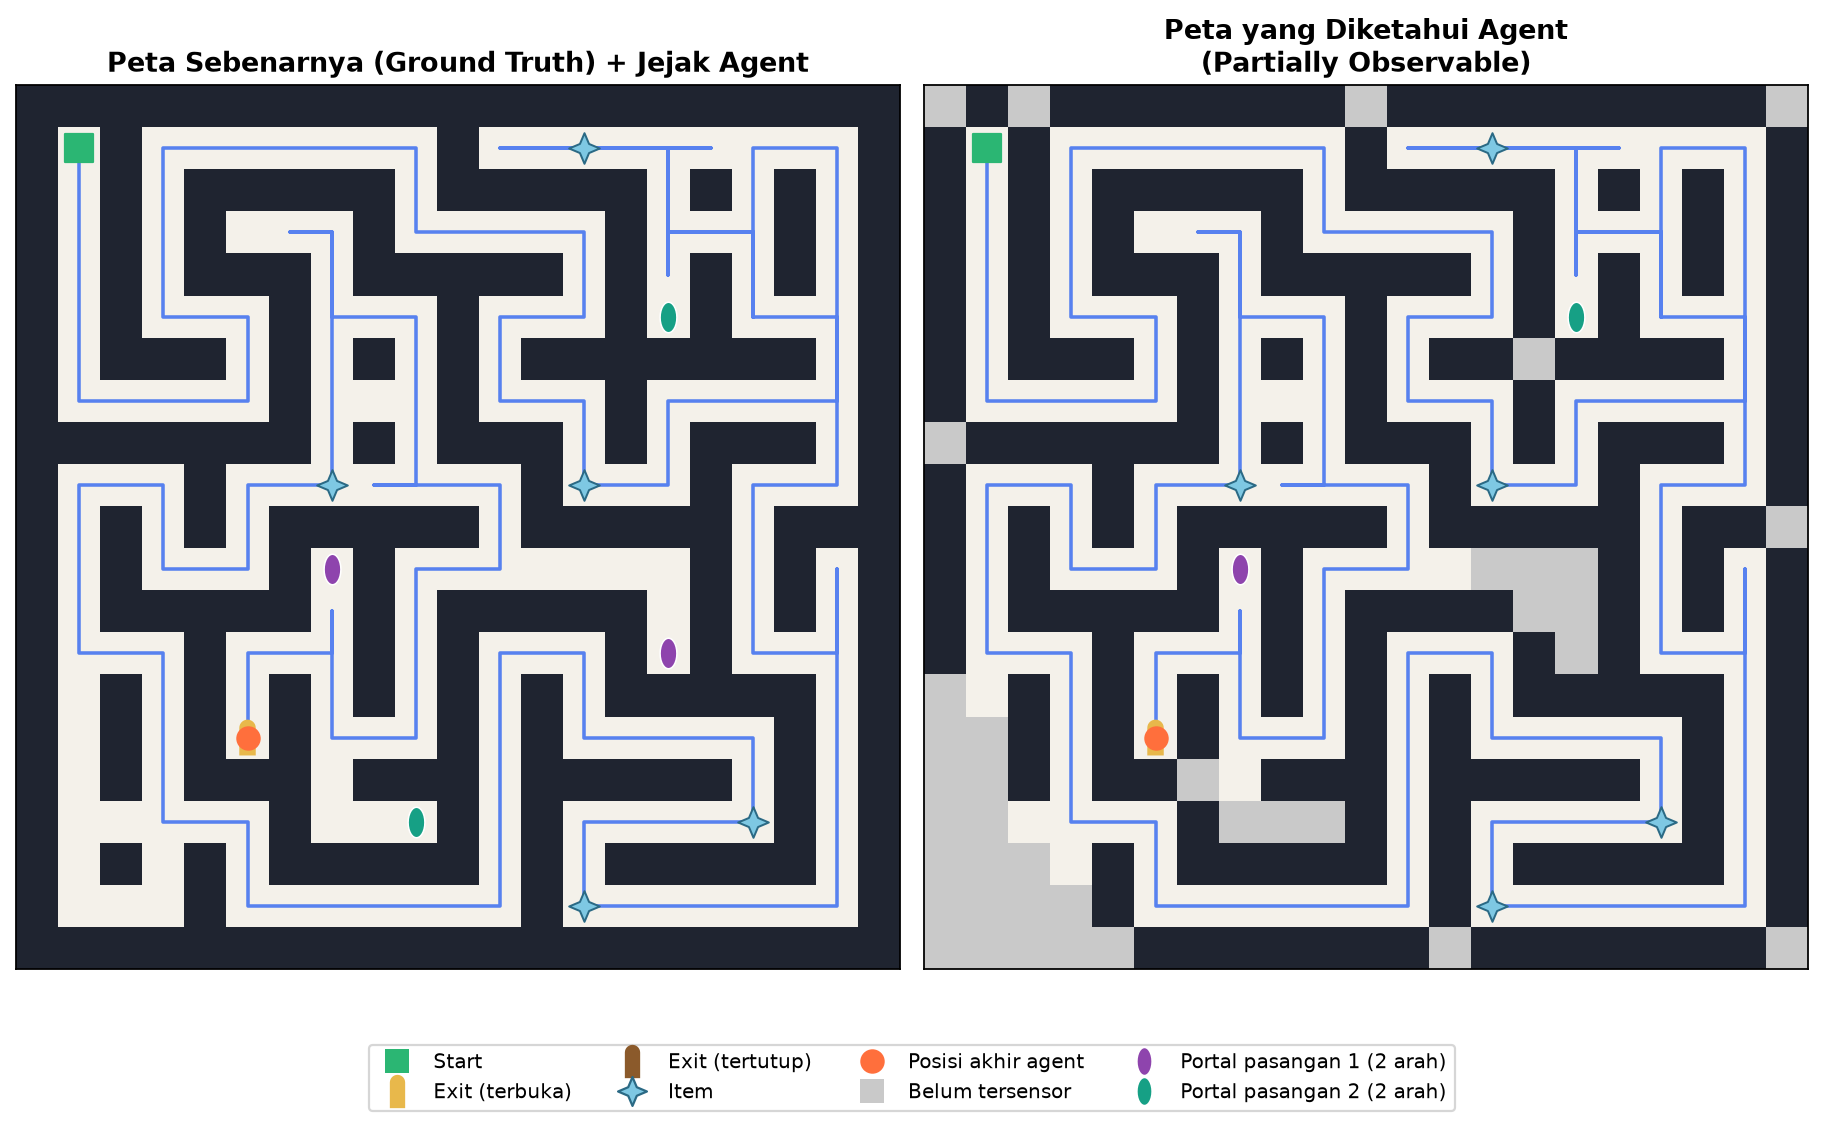 Peta Sebenarnya (Ground Truth) + Jejak Agent
Peta yang Diketahui Agent
(Partially Observable)
Start
Exit (terbuka)
Exit (tertutup)
Item
Posisi akhir agent
Belum tersensor
Portal pasangan 1 (2 arah)
Portal pasangan 2 (2 arah)